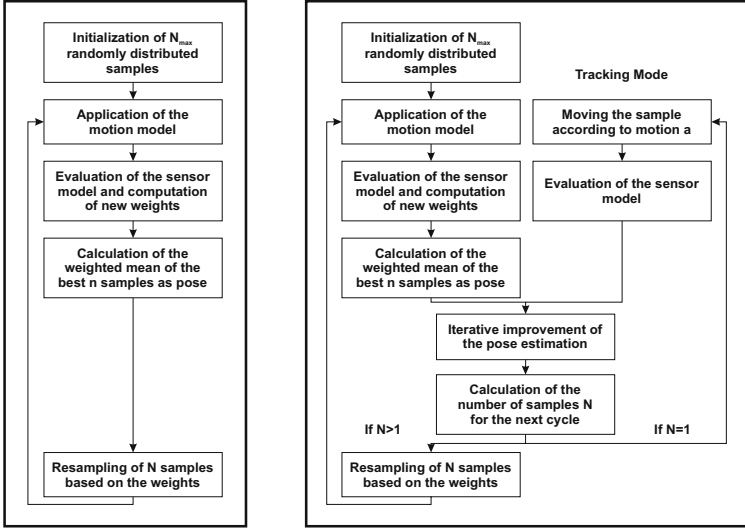 Initialization of Nmax
randomly distributed
samples
Application of the
motion model
Evaluation of the sensor
model and computation
of new weights
Calculation of the
weighted mean of the
best n samples as pose
Resampling of N samples
based on the weights
Initialization of Nmax
randomly distributed
samples
Tracking Mode
Application of the
motion model
Moving the sample
according to motion a
Evaluation of the sensor
model and computation
of new weights
Evaluation of the sensor
model
Calculation of the
weighted mean of the
best n samples as pose
Iterative improvement of
the pose estimation
Calculation of the
number of samples N
for the next cycle
If N>1
If N=1
Resampling of N samples
based on the weights